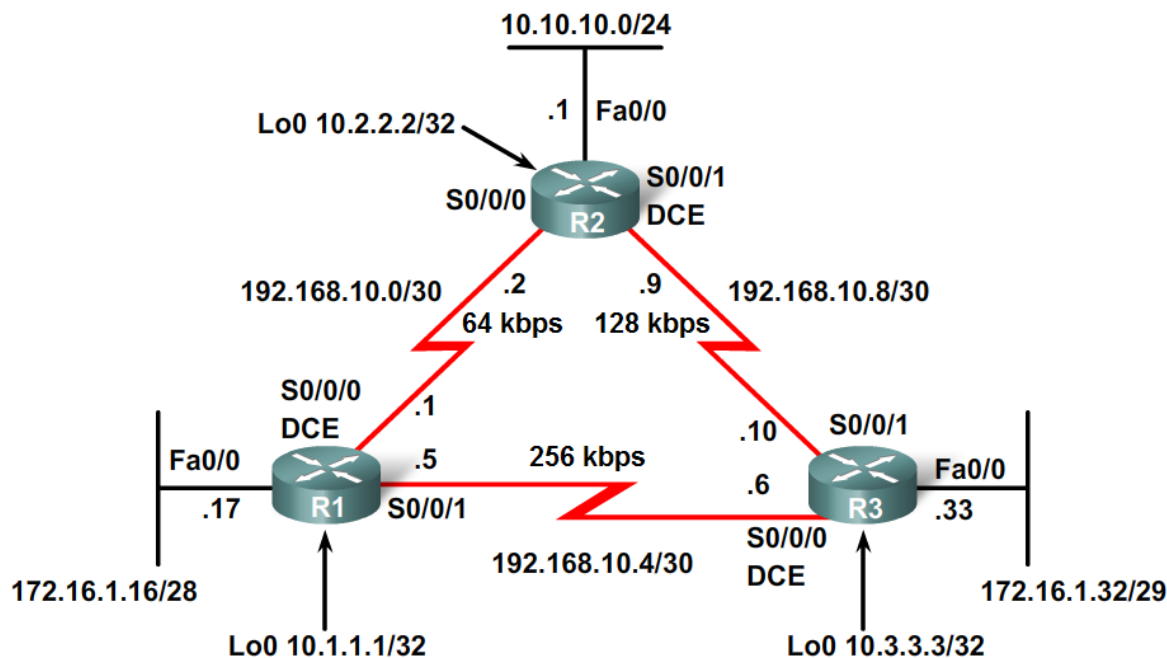 10.10.10.0/24
.1 Fa0/0
Lo0 10.2.2.2/32
S0/0/0
R2
S0/0/1
DCE
192.168.10.0/30
.2
.9
192.168.10.8/30
64 kbps
128 kbps
S0/0/0
DCE
.1
.10
S0/0/1
Fa0/0
.17
R1
.5
S0/0/1
256 kbps
.6
R3
Fa0/0
.33
S0/0/0
DCE
192.168.10.4/30
172.16.1.16/28
172.16.1.32/29
Lo0 10.1.1.1/32
Lo0 10.3.3.3/32